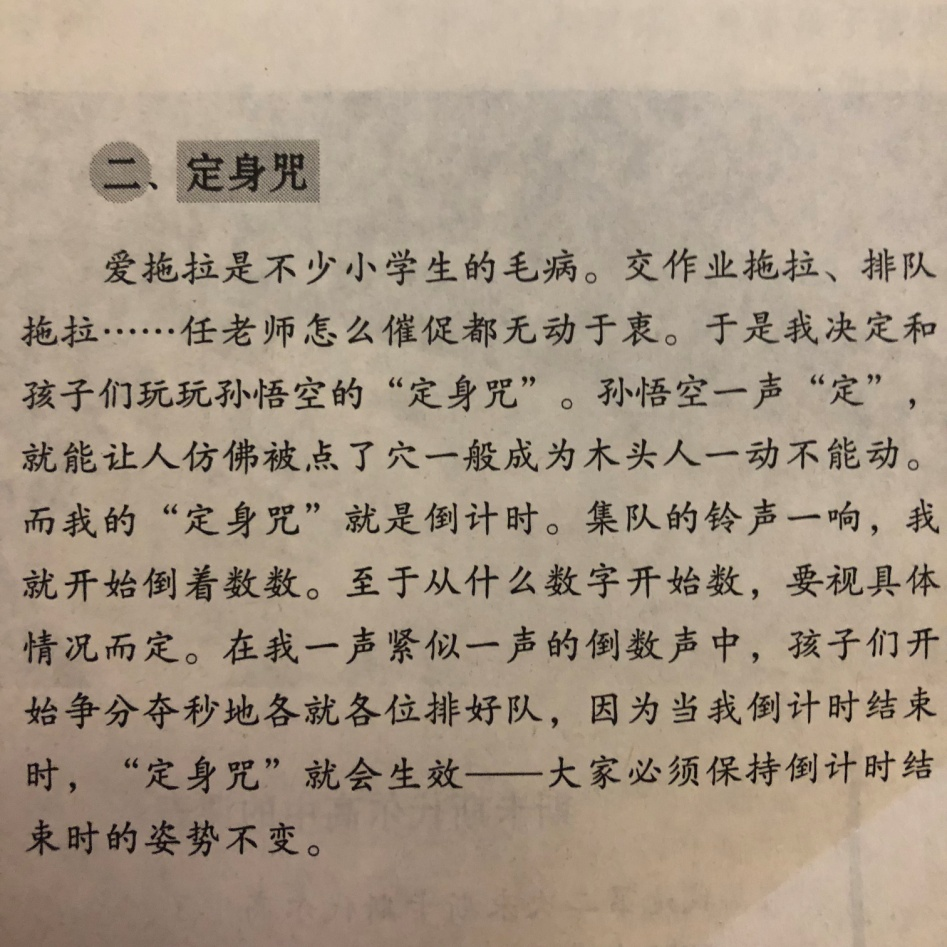 二、定身咒
爱拖拉是不少小学生的毛病。交作业拖拉、排队
拖拉……任老师怎么催促都无动于衷。于是我决定和
孩子们玩玩孙悟空的“定身咒”。孙悟空一声“定”，
就能让人仿佛被点了穴一般成为木头人一动不能动。
而我的“定身咒”就是倒计时。集队的铃声一响，我
就开始倒着数数。至于从什么数字开始数，要视具体
情况而定。在我一声紧似一声的倒数声中，孩子们开
始争分夺秒地各就各位排好队，因为当我倒计时结束
时，“定身咒”就会生效——大家必须保持倒计时结
束时的姿势不变。